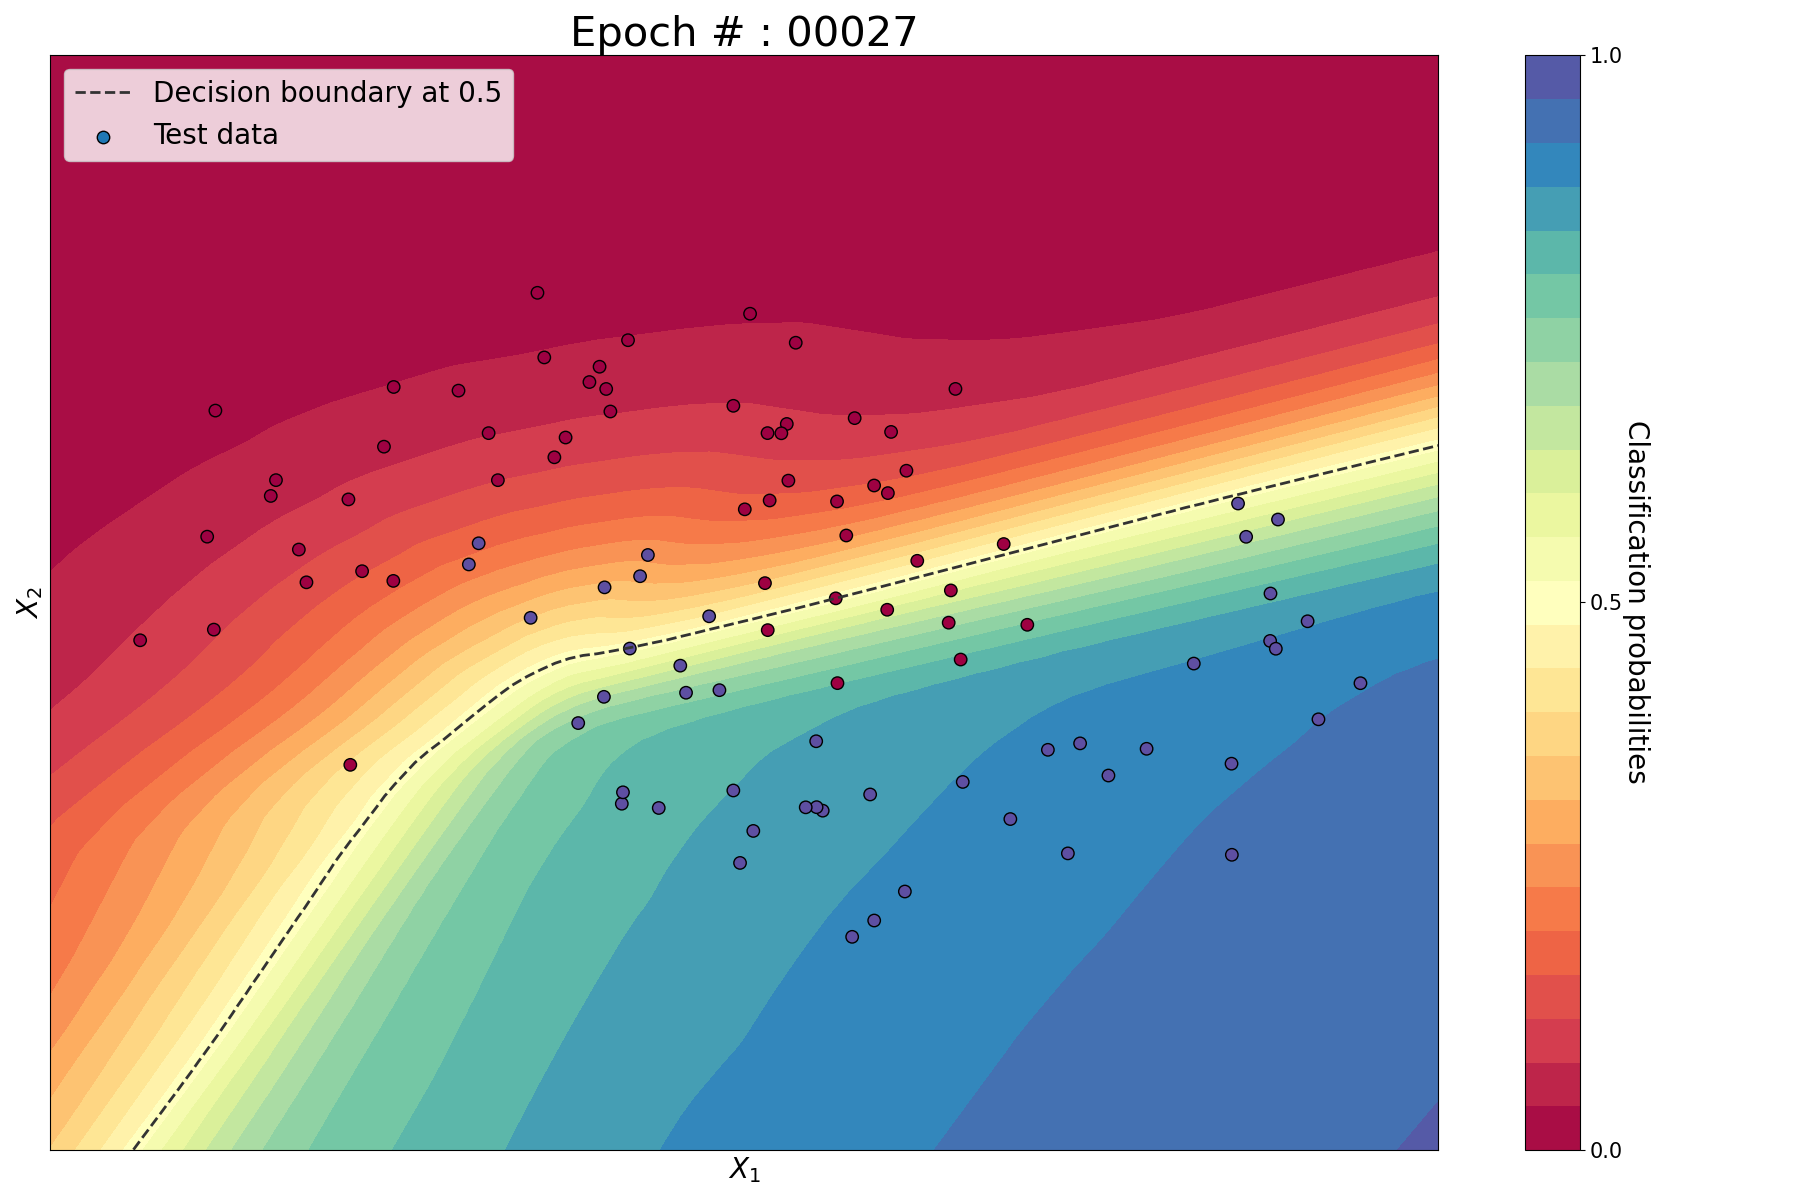 Epoch # : 00027
Decision boundary at 0.5
Test data
X₂
X₁
1.0
0.5
0.0
Classification probabilities